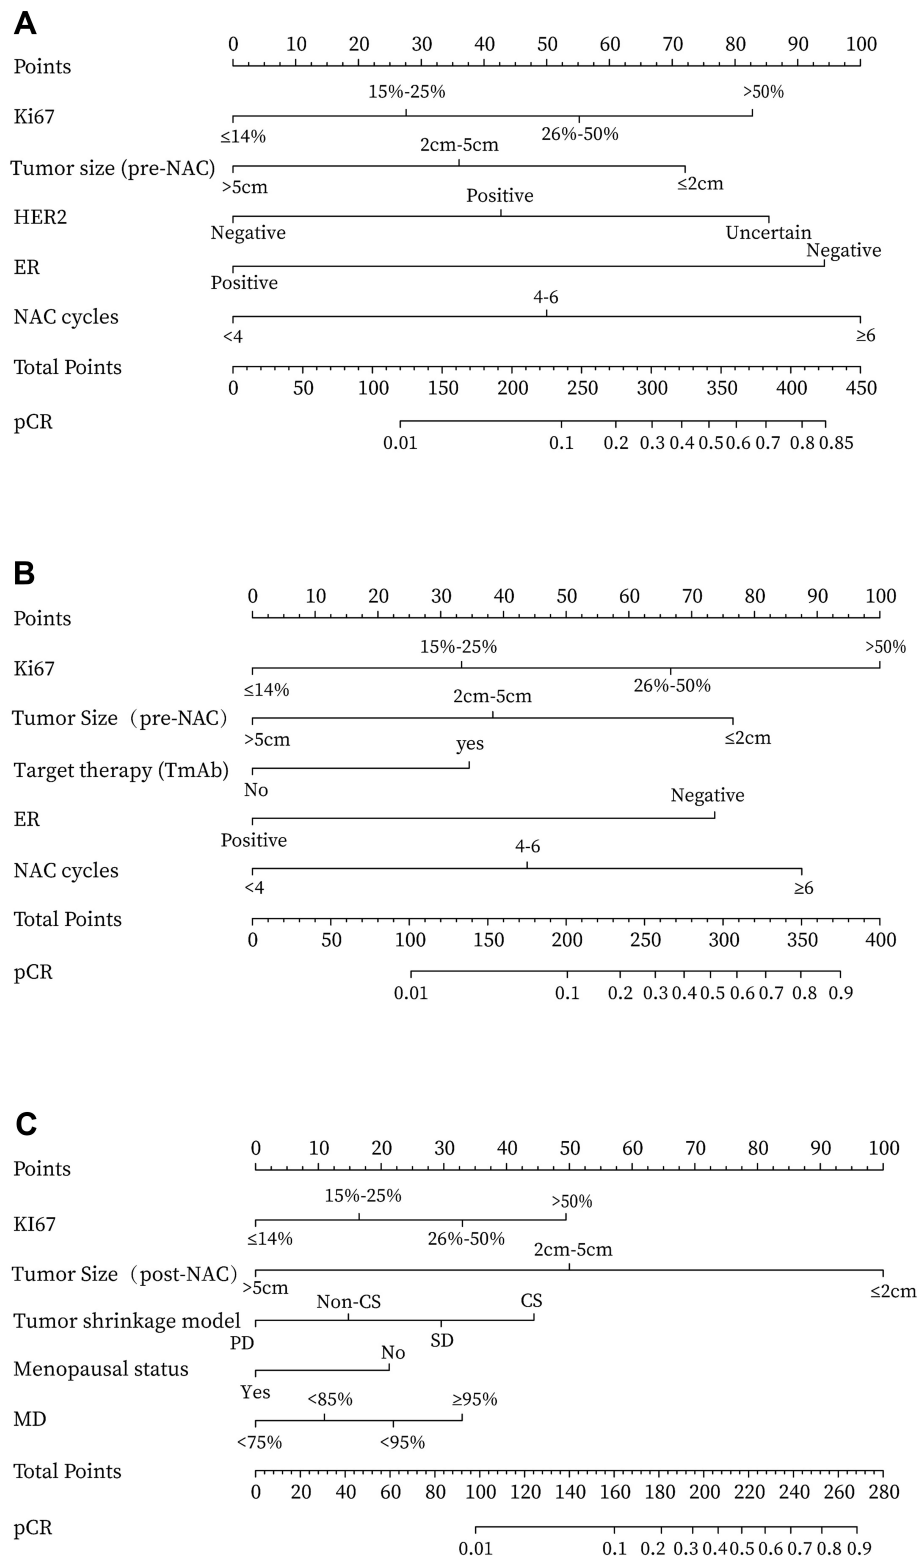 A
0 10 20 30 40 50 60 70 80 90 100
Points
15%-25% >50%
Ki67
≤14% 26%-50%
2cm-5cm
Tumor size (pre-NAC)
>5cm ≤2cm
Positive
HER2
Negative Uncertain
Negative
ER
Positive
4-6
NAC cycles
<4 ≥6
Total Points
0 50 100 150 200 250 300 350 400 450
pCR
0.01 0.1 0.2 0.3 0.4 0.5 0.6 0.7 0.8 0.85
B
0 10 20 30 40 50 60 70 80 90 100
Points
15%-25% >50%
Ki67
≤14% 26%-50%
2cm-5cm
Tumor Size（pre-NAC）
>5cm ≤2cm
yes
Target therapy (TmAb)
No
Negative
ER
Positive
4-6
NAC cycles
<4 ≥6
Total Points
0 50 100 150 200 250 300 350 400
pCR
0.01 0.1 0.2 0.3 0.4 0.5 0.6 0.7 0.8 0.9
C
0 10 20 30 40 50 60 70 80 90 100
Points
15%-25% >50%
KI67
≤14% 26%-50%
2cm-5cm
Tumor Size（post-NAC）
>5cm ≤2cm
Non-CS CS
Tumor shrinkage model
PD SD
No
Menopausal status
Yes
<85% ≥95%
MD
<75% <95%
Total Points
0 20 40 60 80 100 120 140 160 180 200 220 240 260 280
pCR
0.01 0.1 0.2 0.3 0.4 0.5 0.6 0.7 0.8 0.9